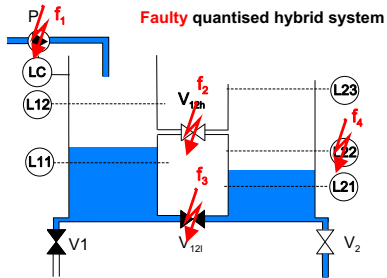 Faulty quantised hybrid system
P f1
LC
L12
V12h
L23
f2
f4
L11
L22
f3
L21
V1
V12l
V2